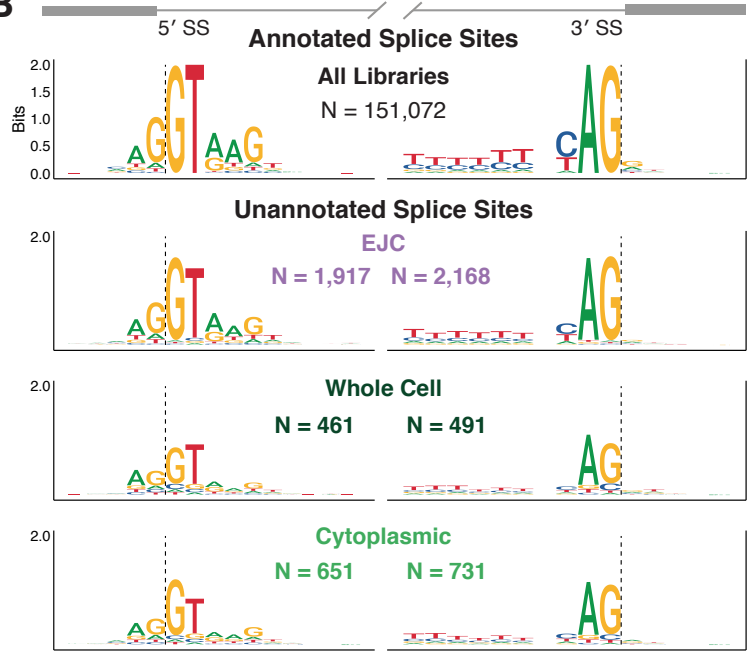 B
5′ SS
3′ SS
Annotated Splice Sites
All Libraries
N = 151,072
Bits
2.0
1.5
1.0
0.5
0.0
Unannotated Splice Sites
2.0
EJC
N = 1,917 N = 2,168
2.0
Whole Cell
N = 461 N = 491
2.0
Cytoplasmic
N = 651 N = 731